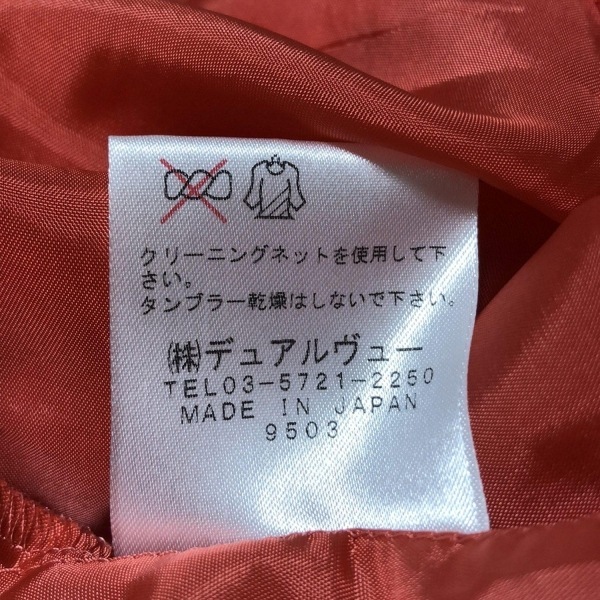 クリーニングネットを使用して下
さい。
タンブラー乾燥はしないで下さい。
㈱デュアルヴュー
TEL03-5721-2250
MADE IN JAPAN
9503